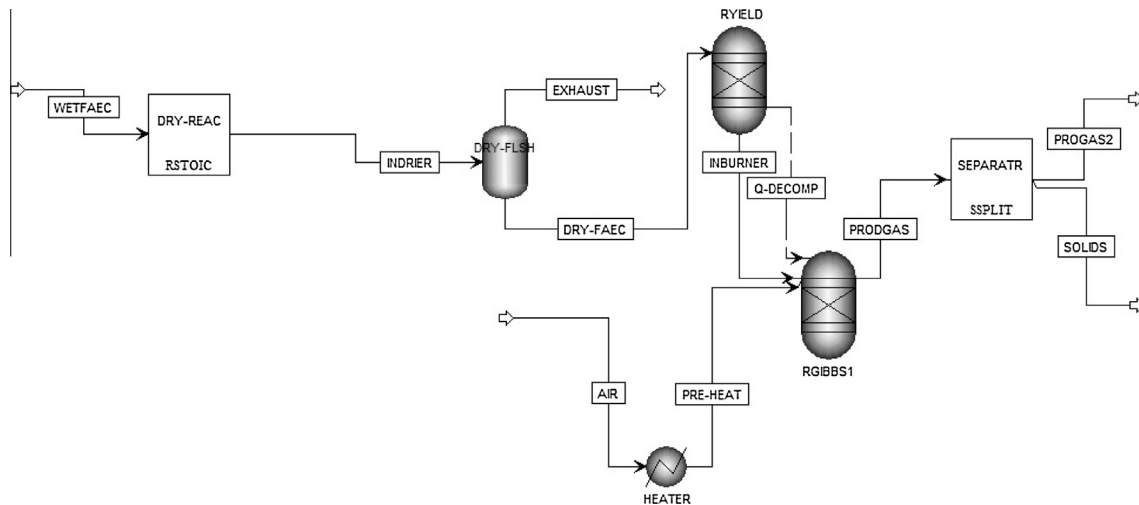 RYIELD
EXHAUST
WETFAEC
DRY-REAC
RSTOIC
INDRIER
DRY-FLSH
DRY-FAEC
INBURNER
Q-DECOMP
PRODGAS
SEPARATR
SSPLIT
PROGAS2
SOLIDS
RGIBBS1
AIR
PRE-HEAT
HEATER